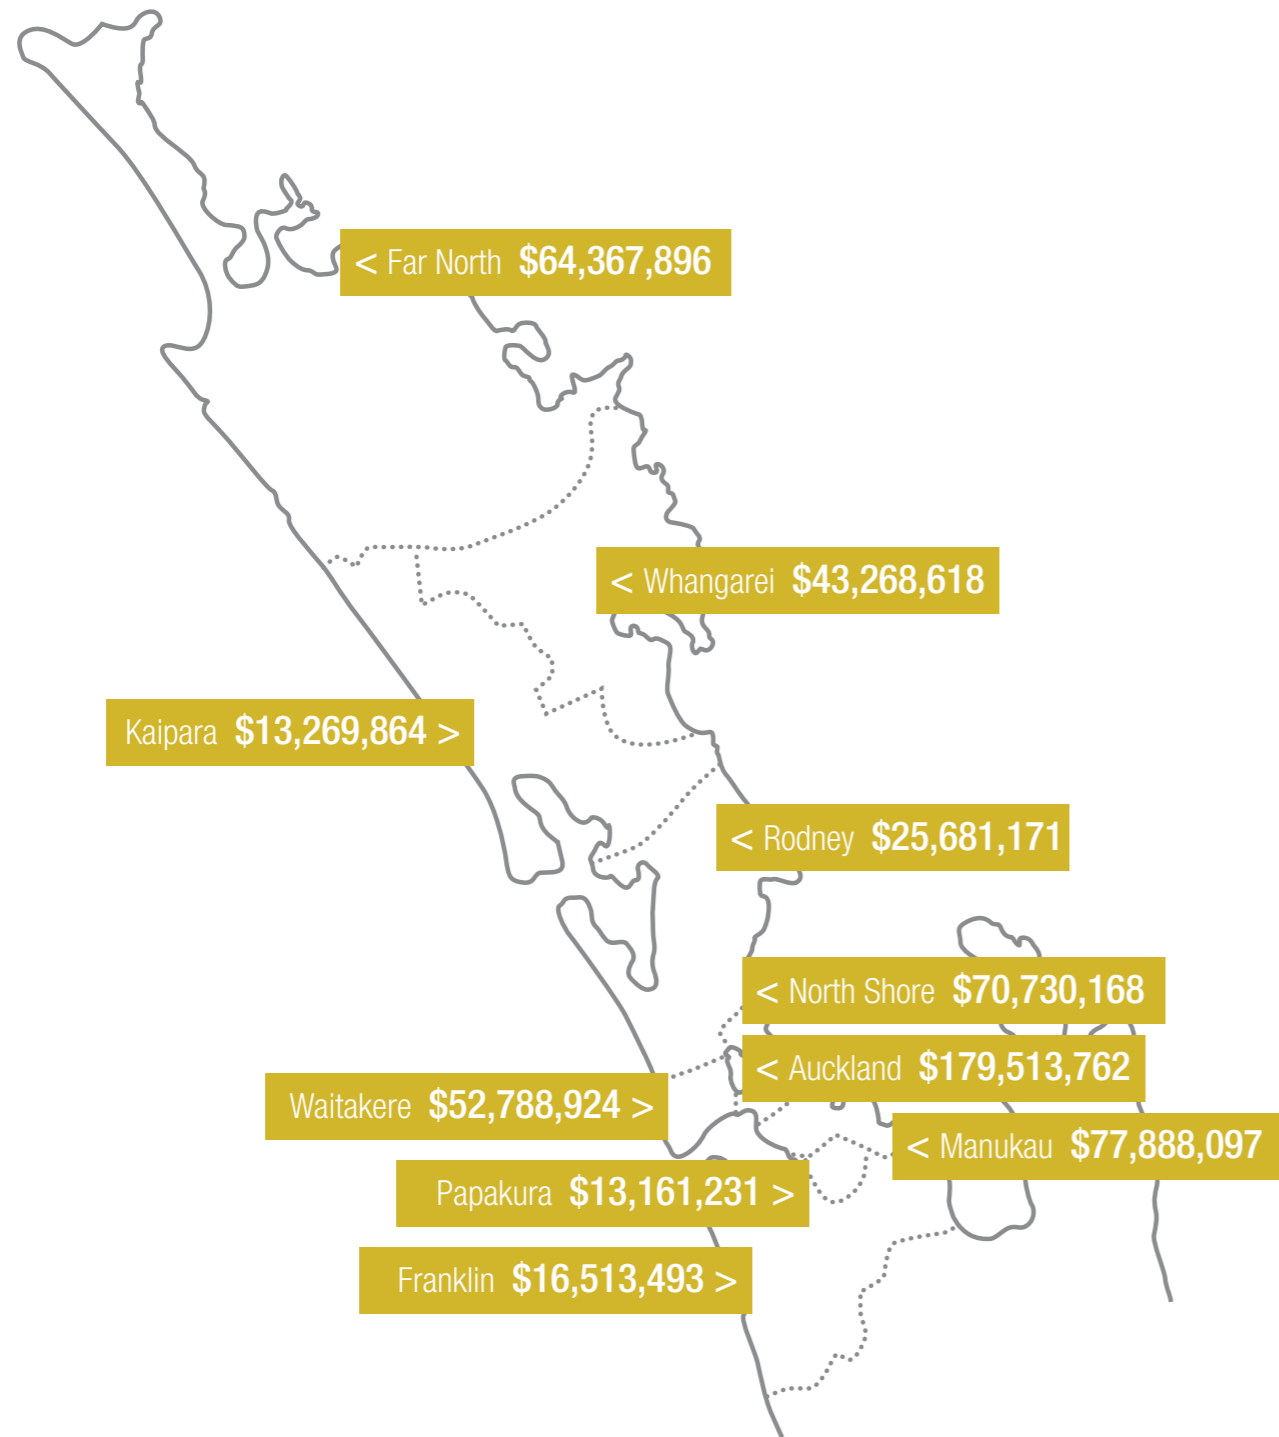 < Far North $64,367,896
< Whangarei $43,268,618
Kaipara $13,269,864 >
< Rodney $25,681,171
< North Shore $70,730,168
< Auckland $179,513,762
Waitakere $52,788,924 >
< Manukau $77,888,097
Papakura $13,161,231 >
Franklin $16,513,493 >